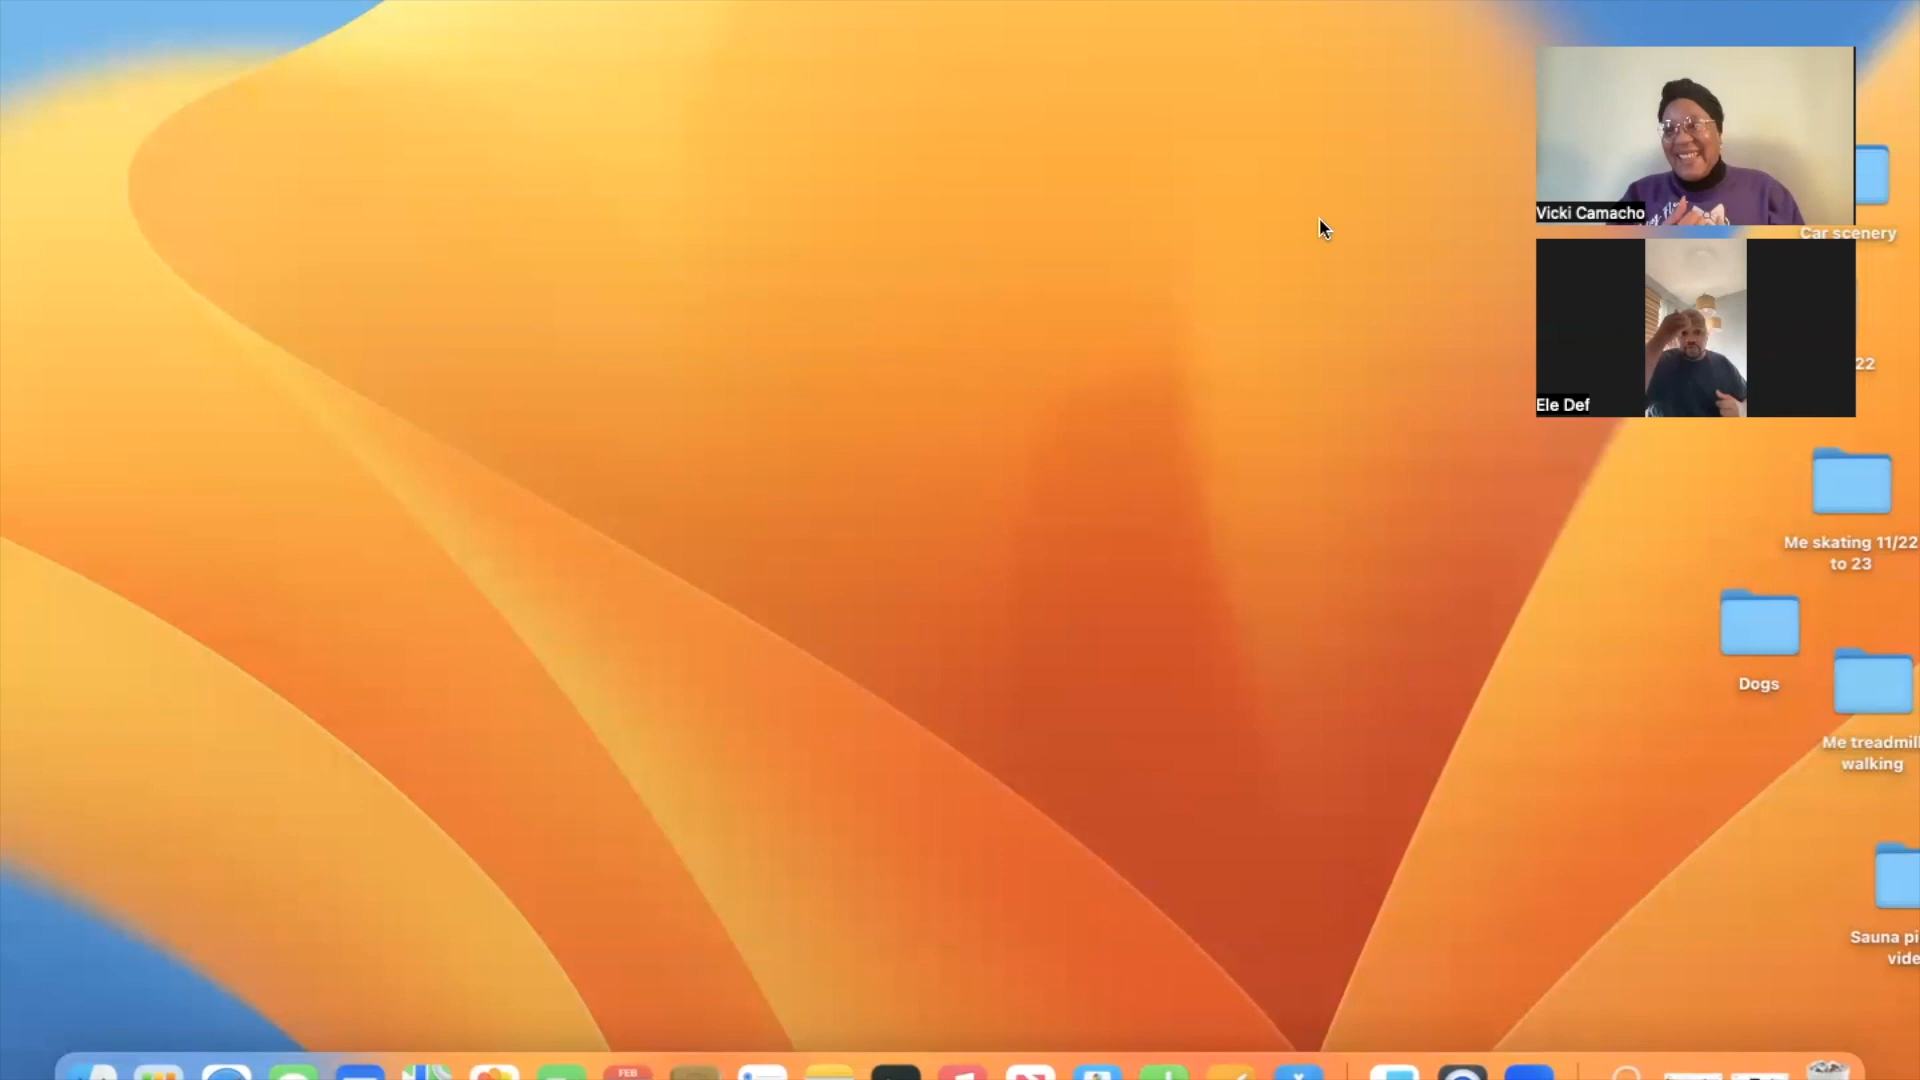 Vicki Camacho
Car scenery
22
Ele Def
Me skating 11/22
to 23
Dogs
Me treadmill
walking
Sauna pi
vide
FEB